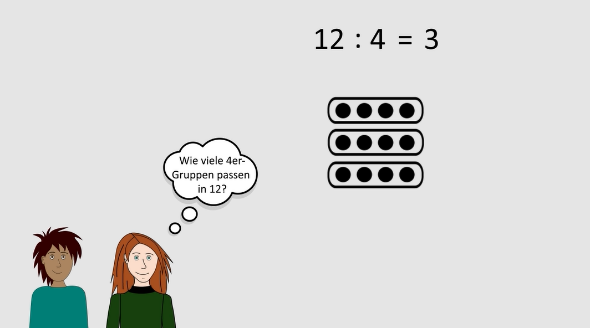 12 : 4 = 3
Wie viele 4er-
Gruppen passen
in 12?